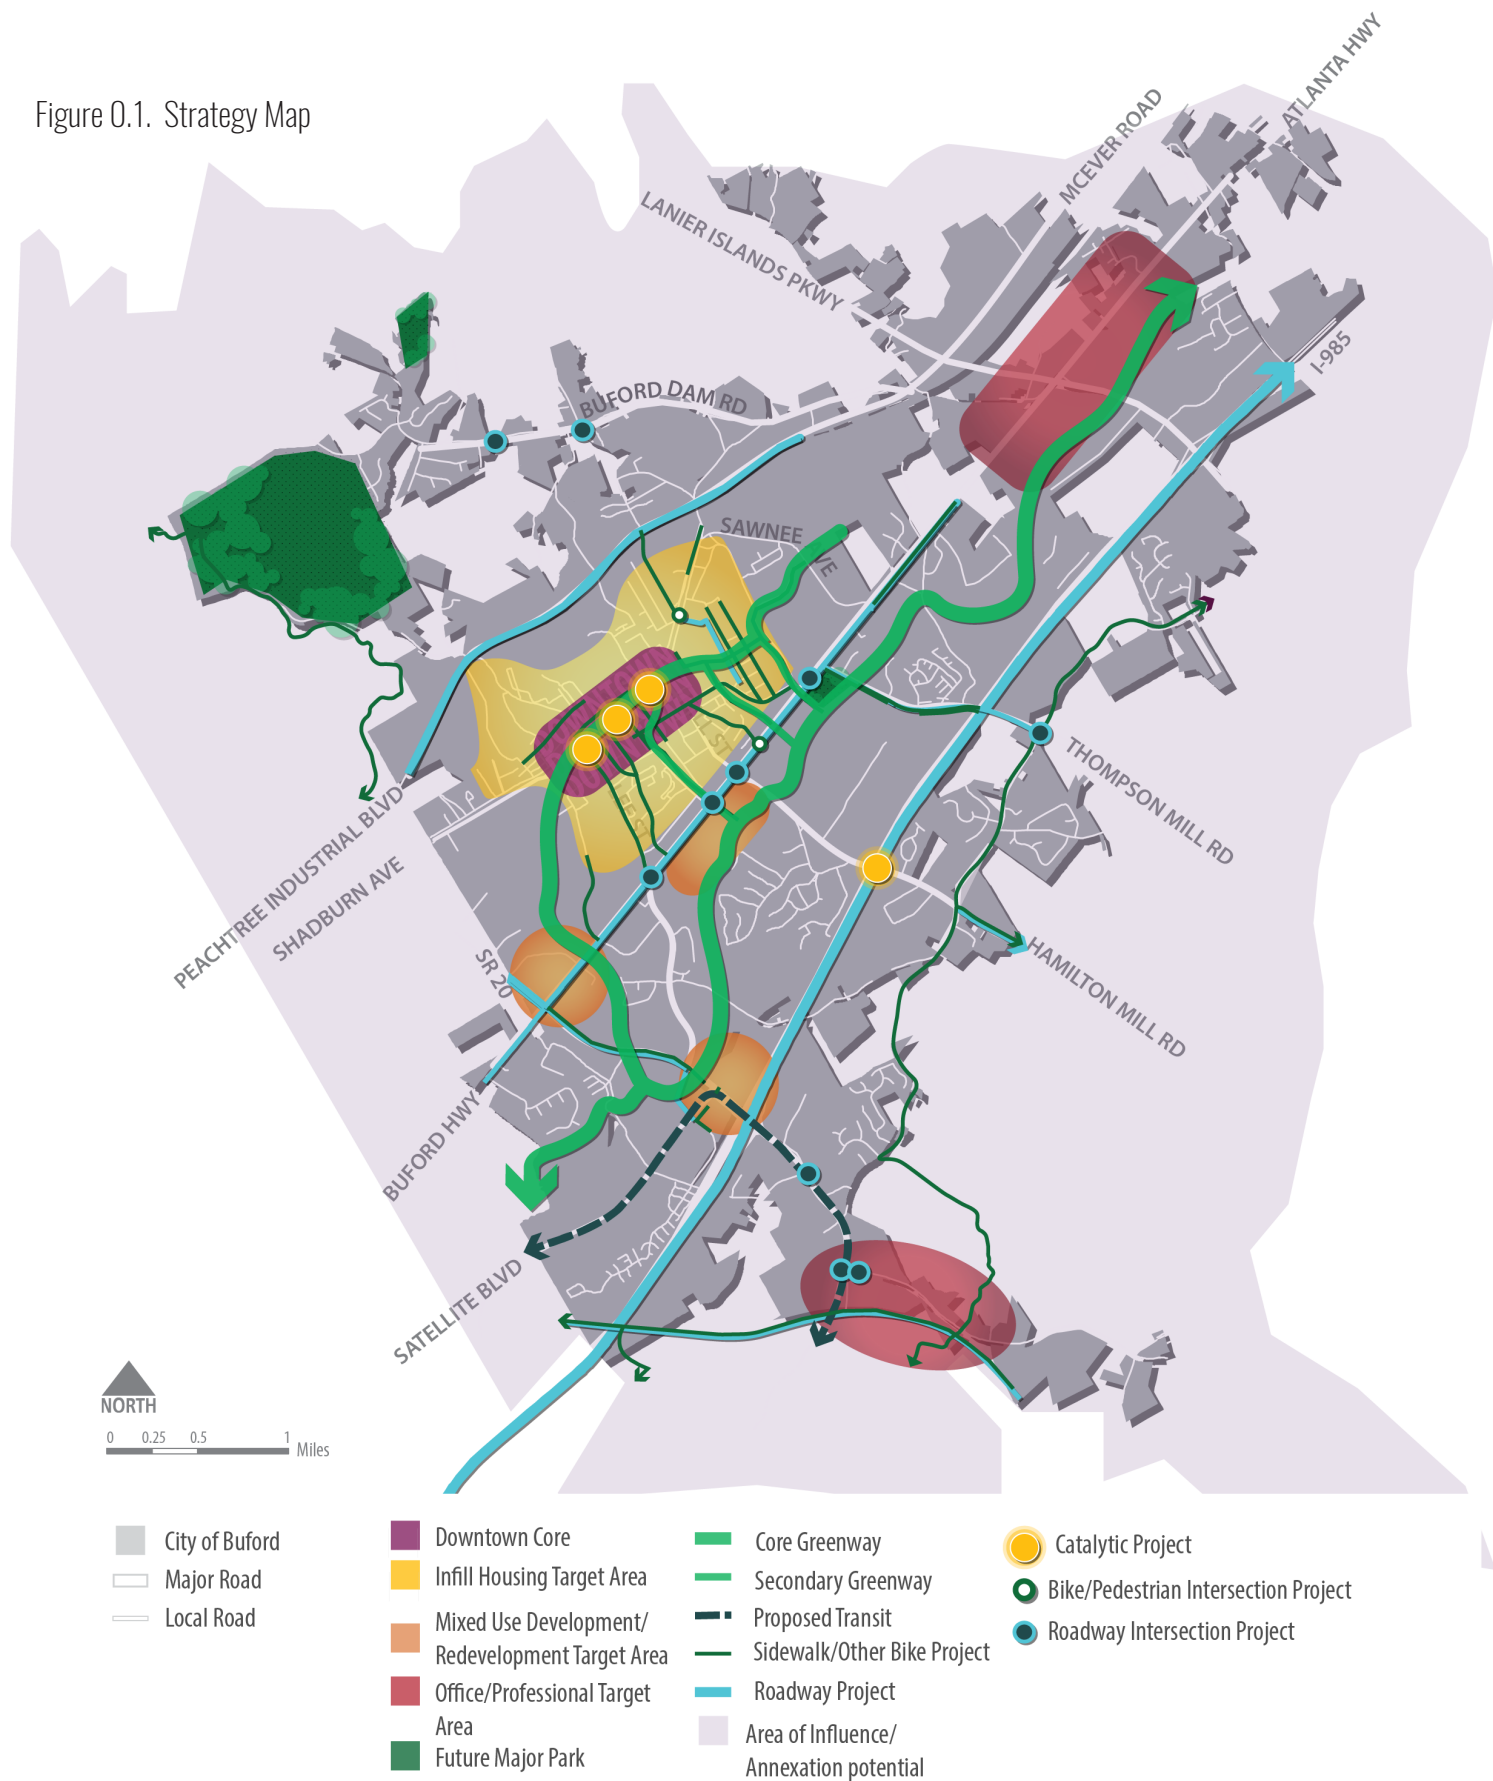 Figure 0.1. Strategy Map
ATLANTA HWY
MCEVER ROAD
LANIER ISLANDS PKWY
I-985
BUFORD DAM RD
SAWNEE
VE
THOMPSON MILL RD
PEACHTREE INDUSTRIAL BLVD
SHADBURN AVE
SR 20
HAMILTON MILL RD
BUFORD HWY
SATELLITE BLVD
NORTH
0 0.25 0.5 1 Miles
City of Buford
Major Road
Local Road
Downtown Core
Infill Housing Target Area
Mixed Use Development/
Redevelopment Target Area
Office/Professional Target
Area
Future Major Park
Core Greenway
Secondary Greenway
Proposed Transit
Sidewalk/Other Bike Project
Roadway Project
Area of Influence/
Annexation potential
Catalytic Project
Bike/Pedestrian Intersection Project
Roadway Intersection Project